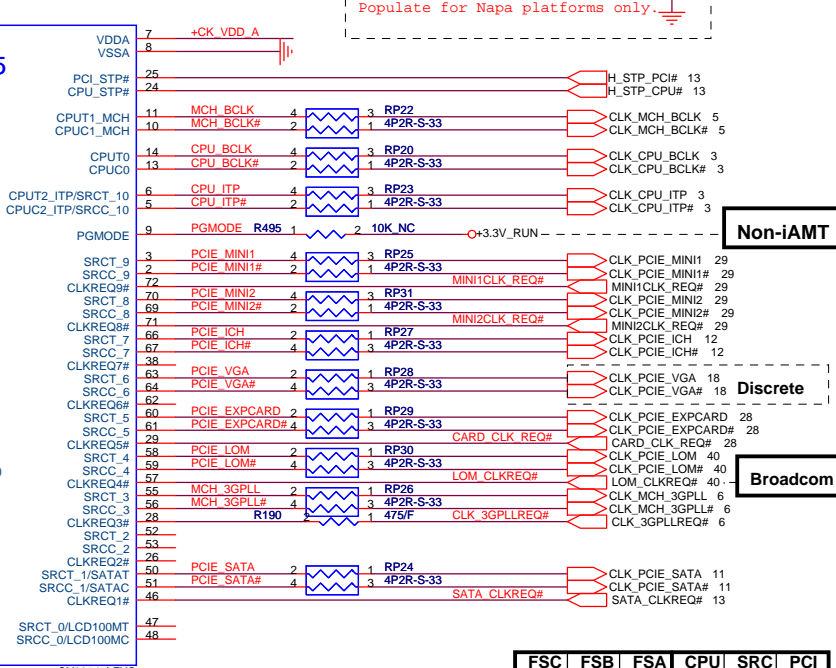 Populate for Napa platforms only.
5
VDDA 7 +CK_VDD_A
VSSA 8
PCI_STP# 25 H_STP_PCI# 13
CPU_STP# 24 H_STP_CPU# 13
CPUT1_MCH 11 MCH_BCLK 4 3 RP22 CLK_MCH_BCLK 5
CPUC1_MCH 10 MCH_BCLK# 2 1 4P2R-S-33 CLK_MCH_BCLK# 5
CPUT0 14 CPU_BCLK 4 3 RP20 CLK_CPU_BCLK 3
CPUC0 13 CPU_BCLK# 2 1 4P2R-S-33 CLK_CPU_BCLK# 3
CPUT2_ITP/SRCT_10 6 CPU_ITP 4 3 RP23 CLK_CPU_ITP 3
CPUC2_ITP/SRCC_10 5 CPU_ITP# 2 1 4P2R-S-33 CLK_CPU_ITP# 3
PGMODE 9 PGMODE R495 1 2 10K_NC +3.3V_RUN Non-iAMT
SRCT_9 3 PCIE_MINI1 4 3 RP25 CLK_PCIE_MINI1 29
SRCC_9 2 PCIE_MINI1# 2 1 4P2R-S-33 CLK_PCIE_MINI1# 29
CLKREQ9# 72 MINI1CLK_REQ# MINI1CLK_REQ# 29
SRCT_8 70 PCIE_MINI2 4 3 RP31 CLK_PCIE_MINI2 29
SRCC_8 69 PCIE_MINI2# 2 1 4P2R-S-33 CLK_PCIE_MINI2# 29
CLKREQ8# 71 MINI2CLK_REQ# MINI2CLK_REQ# 29
SRCT_7 66 PCIE_ICH 2 1 RP27 CLK_PCIE_ICH 12
SRCC_7 67 PCIE_ICH# 4 3 4P2R-S-33 CLK_PCIE_ICH# 12
CLKREQ7# 38
SRCT_6 63 PCIE_VGA 2 1 RP28 CLK_PCIE_VGA 18
SRCC_6 64 PCIE_VGA# 4 3 4P2R-S-33 CLK_PCIE_VGA# 18 Discrete
CLKREQ6# 62
SRCT_5 60 PCIE_EXPCARD 2 1 RP29 CLK_PCIE_EXPCARD 28
SRCC_5 61 PCIE_EXPCARD# 4 3 4P2R-S-33 CLK_PCIE_EXPCARD# 28
CLKREQ5# 29 CARD_CLK_REQ# CARD_CLK_REQ# 28
SRCT_4 58 PCIE_LOM 2 1 RP30 CLK_PCIE_LOM 40
SRCC_4 59 PCIE_LOM# 4 3 4P2R-S-33 CLK_PCIE_LOM# 40
CLKREQ4# 57 LOM_CLKREQ# LOM_CLKREQ# 40 Broadcom
SRCT_3 55 MCH_3GPLL 2 1 RP26 CLK_MCH_3GPLL 6
SRCC_3 56 MCH_3GPLL# 4 3 4P2R-S-33 CLK_MCH_3GPLL# 6
CLKREQ3# 28 R190 2 1 475/F CLK_3GPLLREQ# CLK_3GPLLREQ# 6
SRCT_2 52
SRCC_2 53
CLKREQ2# 26
SRCT_1/SATAT 50 PCIE_SATA 2 1 RP24 CLK_PCIE_SATA 11
SRCC_1/SATAC 51 PCIE_SATA# 4 3 4P2R-S-33 CLK_PCIE_SATA# 11
CLKREQ1# 46 SATA_CLKREQ# SATA_CLKREQ# 13
SRCT_0/LCD100MT 47
SRCC_0/LCD100MC 48
FSC FSB FSA CPU SRC PCI